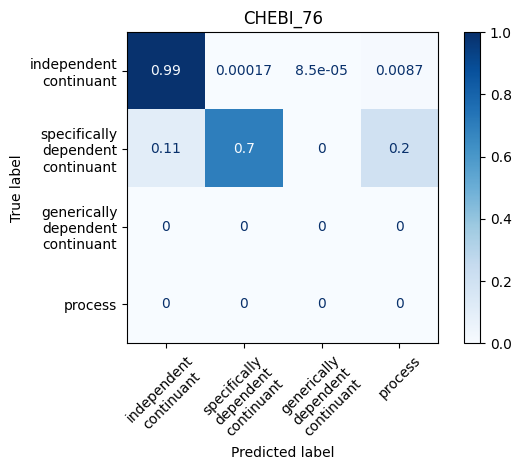 CHEBI_76
independent
continuant
specifically
dependent
continuant
generically
dependent
continuant
process
True label
0.99 0.00017 8.5e-05 0.0087
0.11 0.7 0 0.2
0 0 0 0
0 0 0 0
independent
continuant
specifically
dependent
continuant
generically
dependent
continuant
process
Predicted label
1.0
0.8
0.6
0.4
0.2
0.0